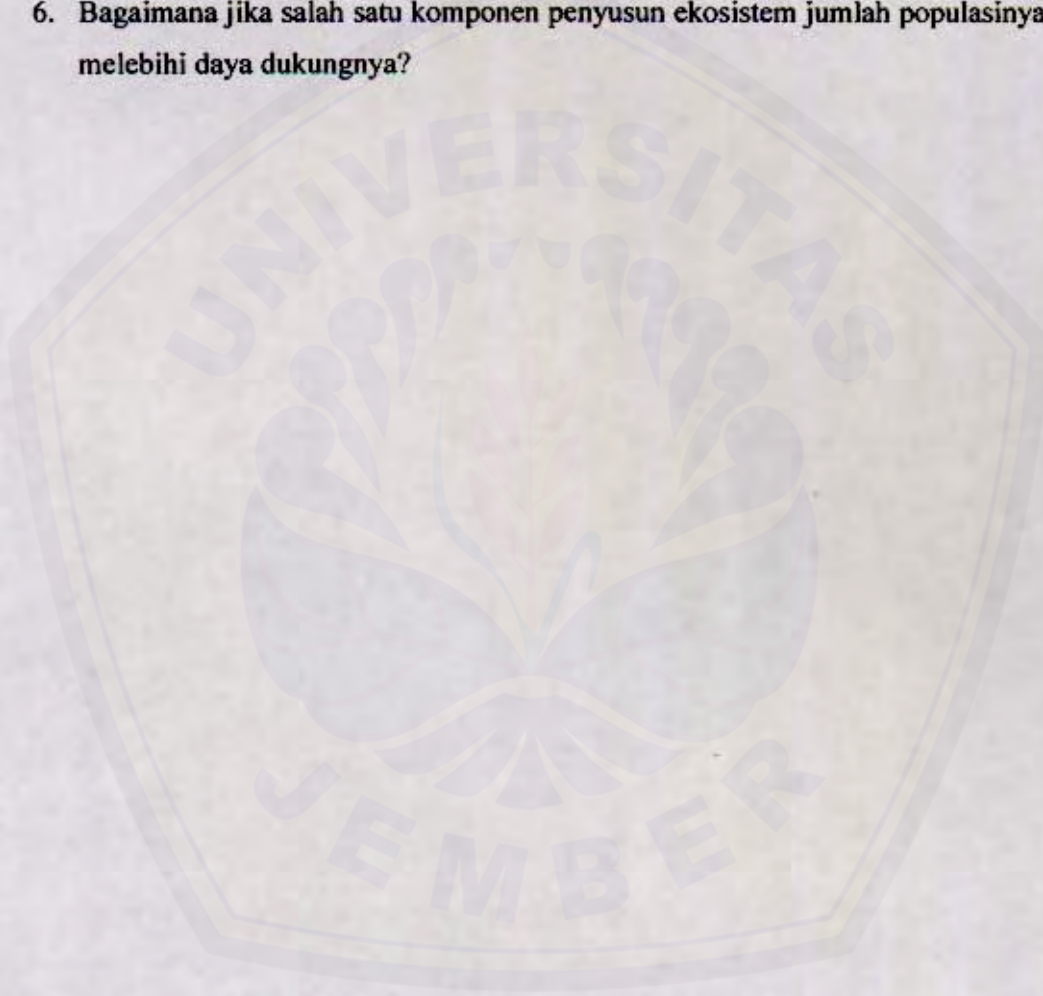 6. Bagaimana jika salah satu komponen penyusun ekosistem jumlah populasinya
melebihi daya dukungnya?
UNIVERSITAS
JEMBER